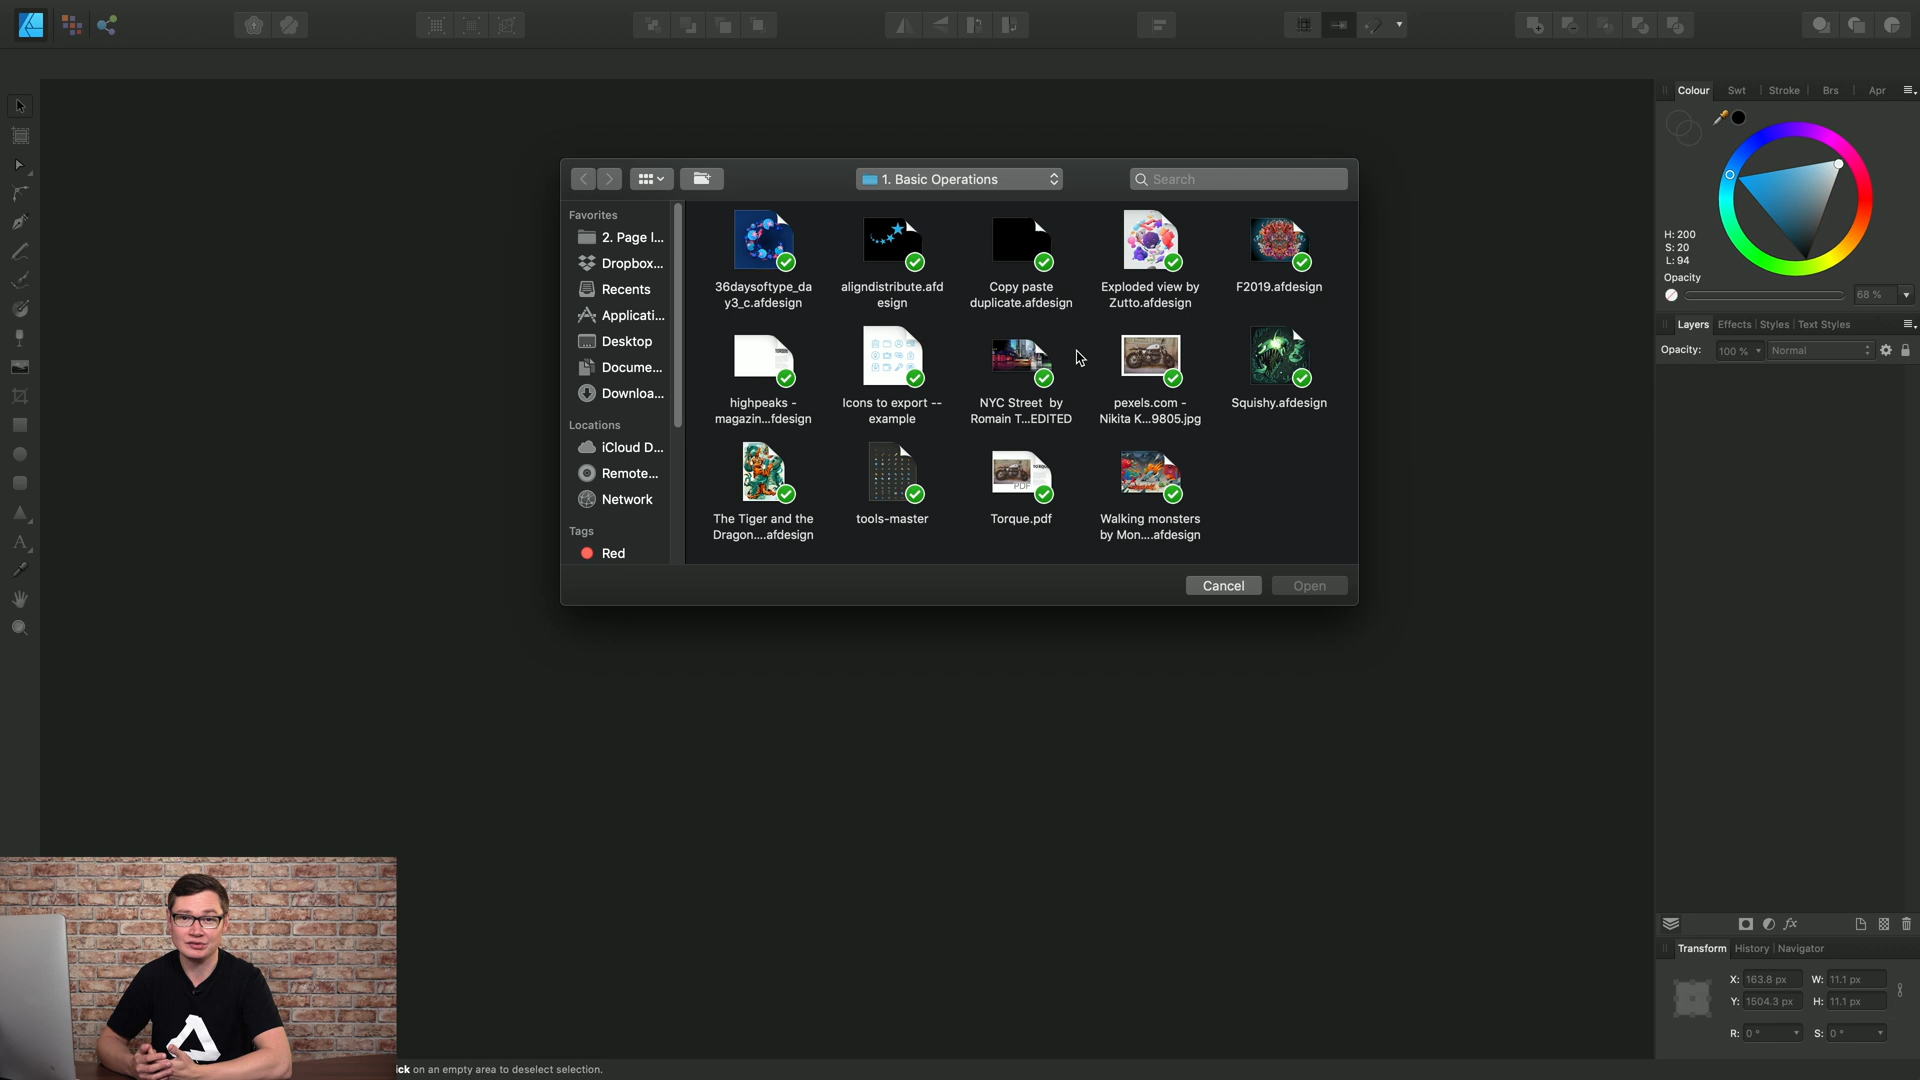 Colour
Swt
Stroke
Brs
Apr
H: 200
S: 20
L: 94
Opacity
68 %
Layers
Effects
Styles
Text Styles
Opacity:
100 %
Normal
1. Basic Operations
Search
Favorites
2. Page l...
Dropbox...
Recents
Applicati...
Desktop
Docume...
Downloa...
Locations
iCloud D...
Remote...
Network
Tags
Red
36daysoftype_da
y3_c.afdesign
aligndistribute.afd
esign
Copy paste
duplicate.afdesign
Exploded view by
Zutto.afdesign
F2019.afdesign
highpeaks -
magazin...fdesign
Icons to export --
example
NYC Street by
Romain T...EDITED
pexels.com -
Nikita K...9805.jpg
Squishy.afdesign
The Tiger and the
Dragon....afdesign
tools-master
PDF
Torque.pdf
Walking monsters
by Mon....afdesign
Cancel
Open
Transform
History
Navigator
X: 163.8 px
W: 11.1 px
Y: 1504.3 px
H: 11.1 px
R: 0 °
S: 0 °
ick on an empty area to deselect selection.